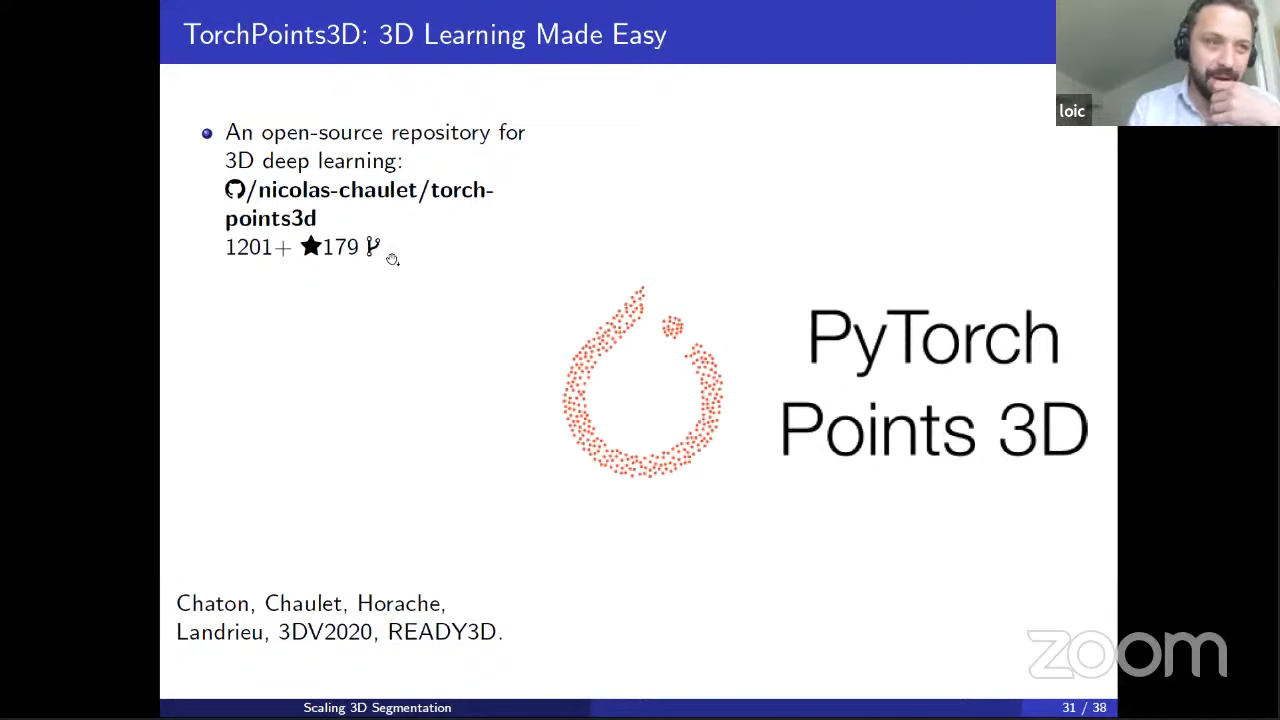 TorchPoints3D: 3D Learning Made Easy
loic
An open-source repository for
3D deep learning:
/nicolas-chaulet/torch-
points3d
1201+ ★179
PyTorch
Points 3D
Chaton, Chaulet, Horache,
Landrieu, 3DV2020, READY3D.
zoom
Scaling 3D Segmentation
31 / 38